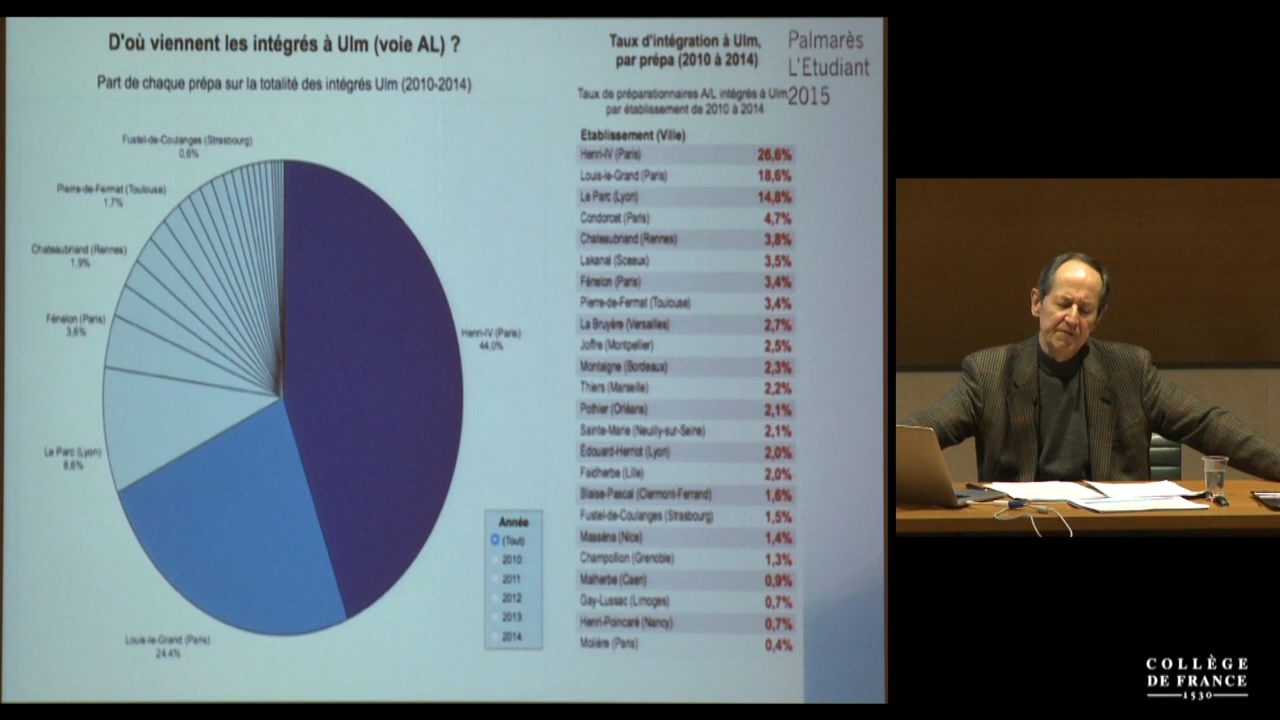 D'où viennent les intégrés à Ulm (voie AL) ?
Part de chaque prépa sur la totalité des intégrés Ulm (2010-2014)
Fustel-de-Coulanges (Strasbourg)
0,6%
Pierre-de-Fermat (Toulouse)
1,7%
Chateaubriand (Rennes)
1,9%
Fénelon (Paris)
3,6%
Le Parc (Lyon)
8,6%
Louis-le-Grand (Paris)
24,4%
Henri-IV (Paris)
44,0%
Année
(Tout)
2010
2011
2012
2013
2014
Taux d'intégration à Ulm,
par prépa (2010 à 2014)
Palmarès
L'Etudiant
2015
Taux de préparationnaires A/L intégrés à Ulm
par établissement de 2010 à 2014
Etablissement (Ville)
Henri-IV (Paris) 26,6%
Louis-le-Grand (Paris) 18,6%
Le Parc (Lyon) 14,8%
Condorcet (Paris) 4,7%
Chateaubriand (Rennes) 3,8%
Lakanal (Sceaux) 3,5%
Fénelon (Paris) 3,4%
Pierre-de-Fermat (Toulouse) 3,4%
La Bruyère (Versailles) 2,7%
Joffre (Montpellier) 2,5%
Montaigne (Bordeaux) 2,3%
Thiers (Marseille) 2,2%
Pothier (Orléans) 2,1%
Sainte-Marie (Neuilly-sur-Seine) 2,1%
Édouard-Herriot (Lyon) 2,0%
Faidherbe (Lille) 2,0%
Blaise-Pascal (Clermont-Ferrand) 1,6%
Fustel-de-Coulanges (Strasbourg) 1,5%
Masséna (Nice) 1,4%
Champollion (Grenoble) 1,3%
Malherbe (Caen) 0,9%
Gay-Lussac (Limoges) 0,7%
Henri-Poincaré (Nancy) 0,7%
Molière (Paris) 0,4%
COLLÈGE
DE FRANCE
1530